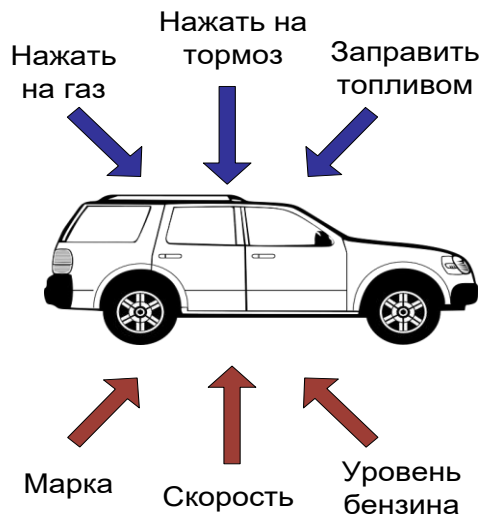 Нажать
на газ
Нажать на
тормоз
Заправить
топливом
Марка
Скорость
Уровень
бензина